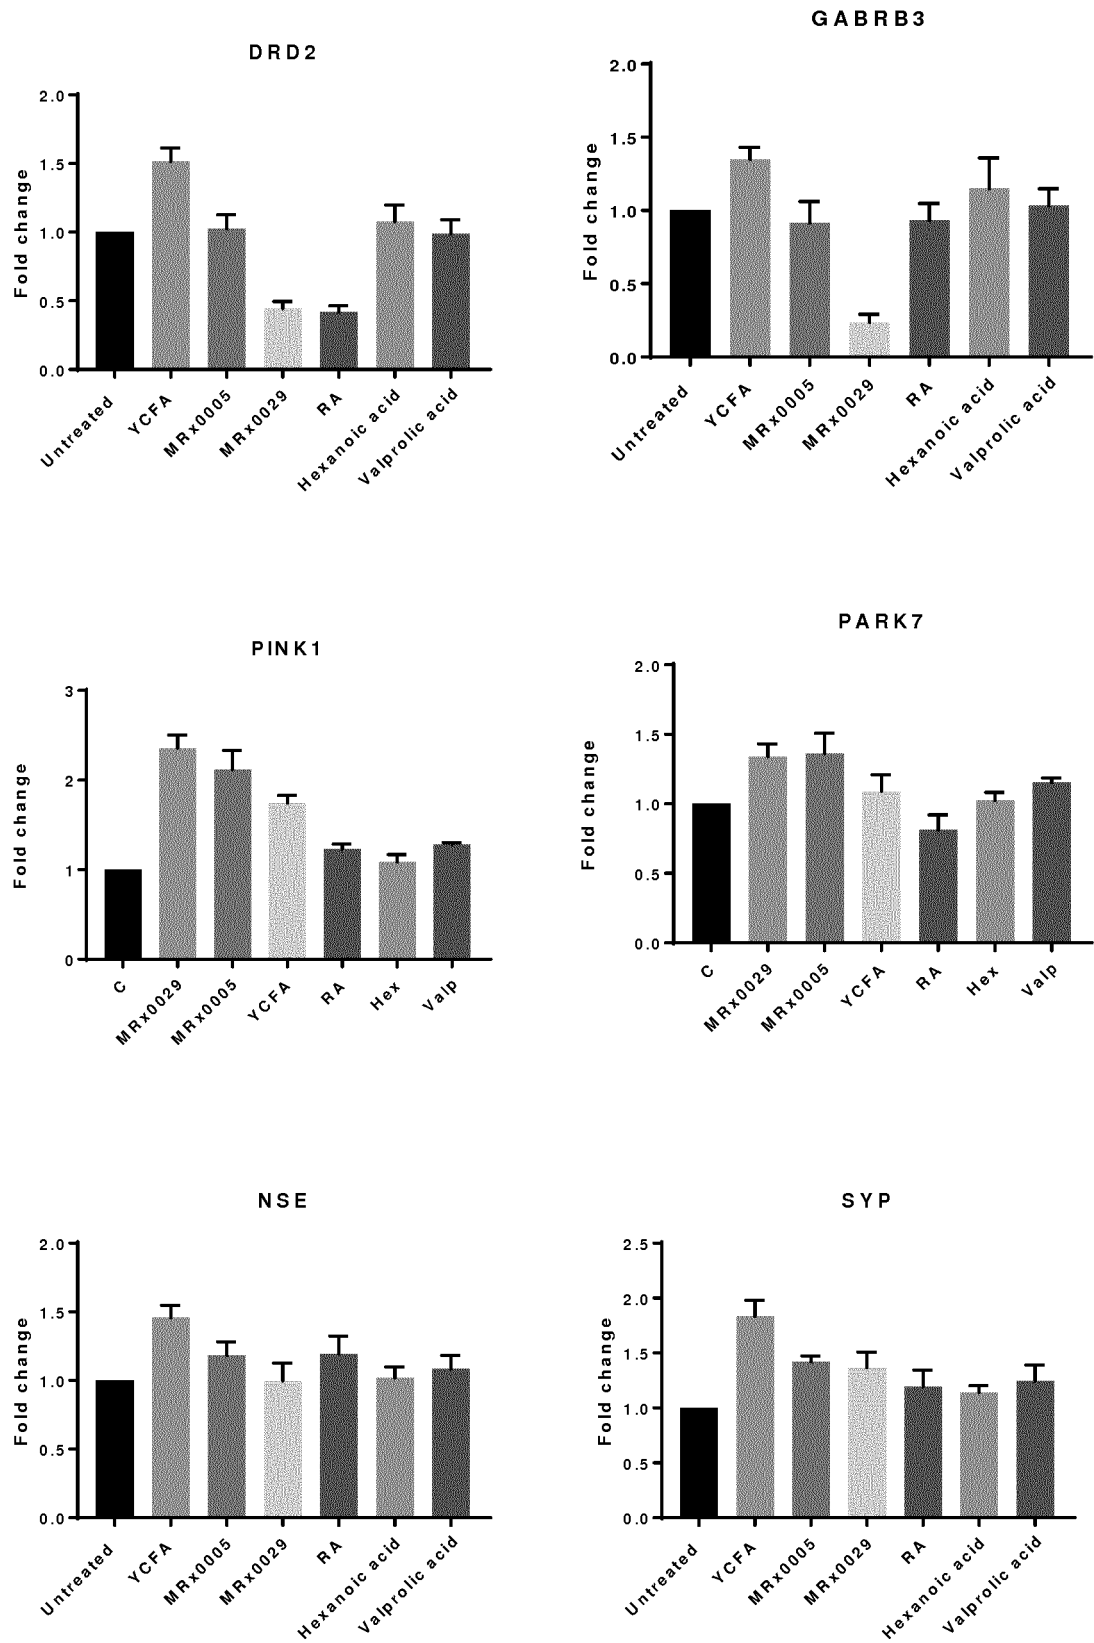 DRD2
2.0
1.5
1.0
0.5
0.0
Fold change
Untreated
YCFA
MRx0005
MRx0029
RA
Hexanoic acid
Valprolic acid
GABRB3
2.0
1.5
1.0
0.5
0.0
Fold change
Untreated
YCFA
MRx0005
MRx0029
RA
Hexanoic acid
Valprolic acid
PINK1
3
2
1
0
Fold change
C
MRx0029
MRx0005
YCFA
RA
Hex
Valp
PARK7
2.0
1.5
1.0
0.5
0.0
Fold change
C
MRx0029
MRx0005
YCFA
RA
Hex
Valp
NSE
2.0
1.5
1.0
0.5
0.0
Fold change
Untreated
YCFA
MRx0005
MRx0029
RA
Hexanoic acid
Valprolic acid
SYP
2.5
2.0
1.5
1.0
0.5
0.0
Fold change
Untreated
YCFA
MRx0005
MRx0029
RA
Hexanoic acid
Valprolic acid